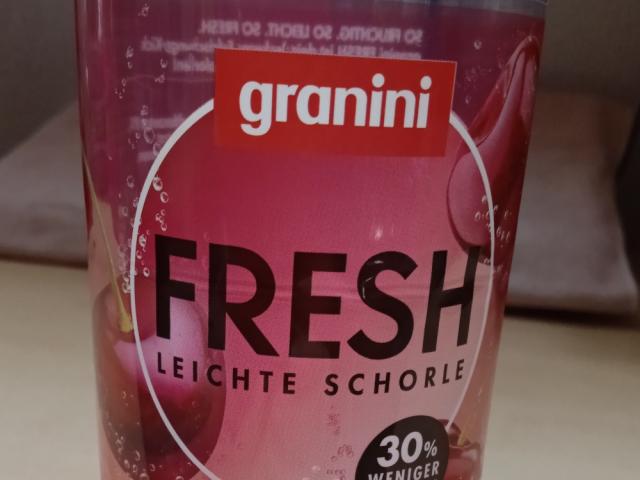 granini
FRESH
LEICHTE SCHORLE
30%
WENIGER
SO FRUCHTIG. SO LEICHT. SO FRESH.